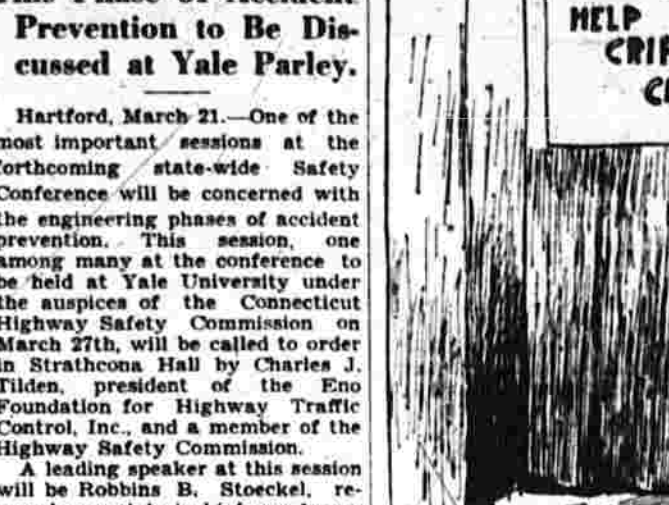 Prevention to Be Dis-
cussed at Yale Parley.
Hartford, March 21.—One of the
most important sessions at the
forthcoming state-wide Safety
Conference will be concerned with
the engineering phases of accident
prevention. This session, one
among many at the conference to
be held at Yale University under
the auspices of the Connecticut
Highway Safety Commission on
March 27th, will be called to order
in Strathcona Hall by Charles J.
Tilden, president of the Eno
Foundation for Highway Traffic
Control, Inc., and a member of the
Highway Safety Commission.
A leading speaker at this session
will be Robbins B. Stoeckel, re-
HELP
CRIP
C